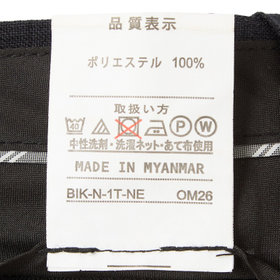 品質表示
ポリエステル 100%
取扱い方
40
中性洗剤・洗濯ネット・あて布使用
MADE IN MYANMAR
BIK-N-1T-NE OM26